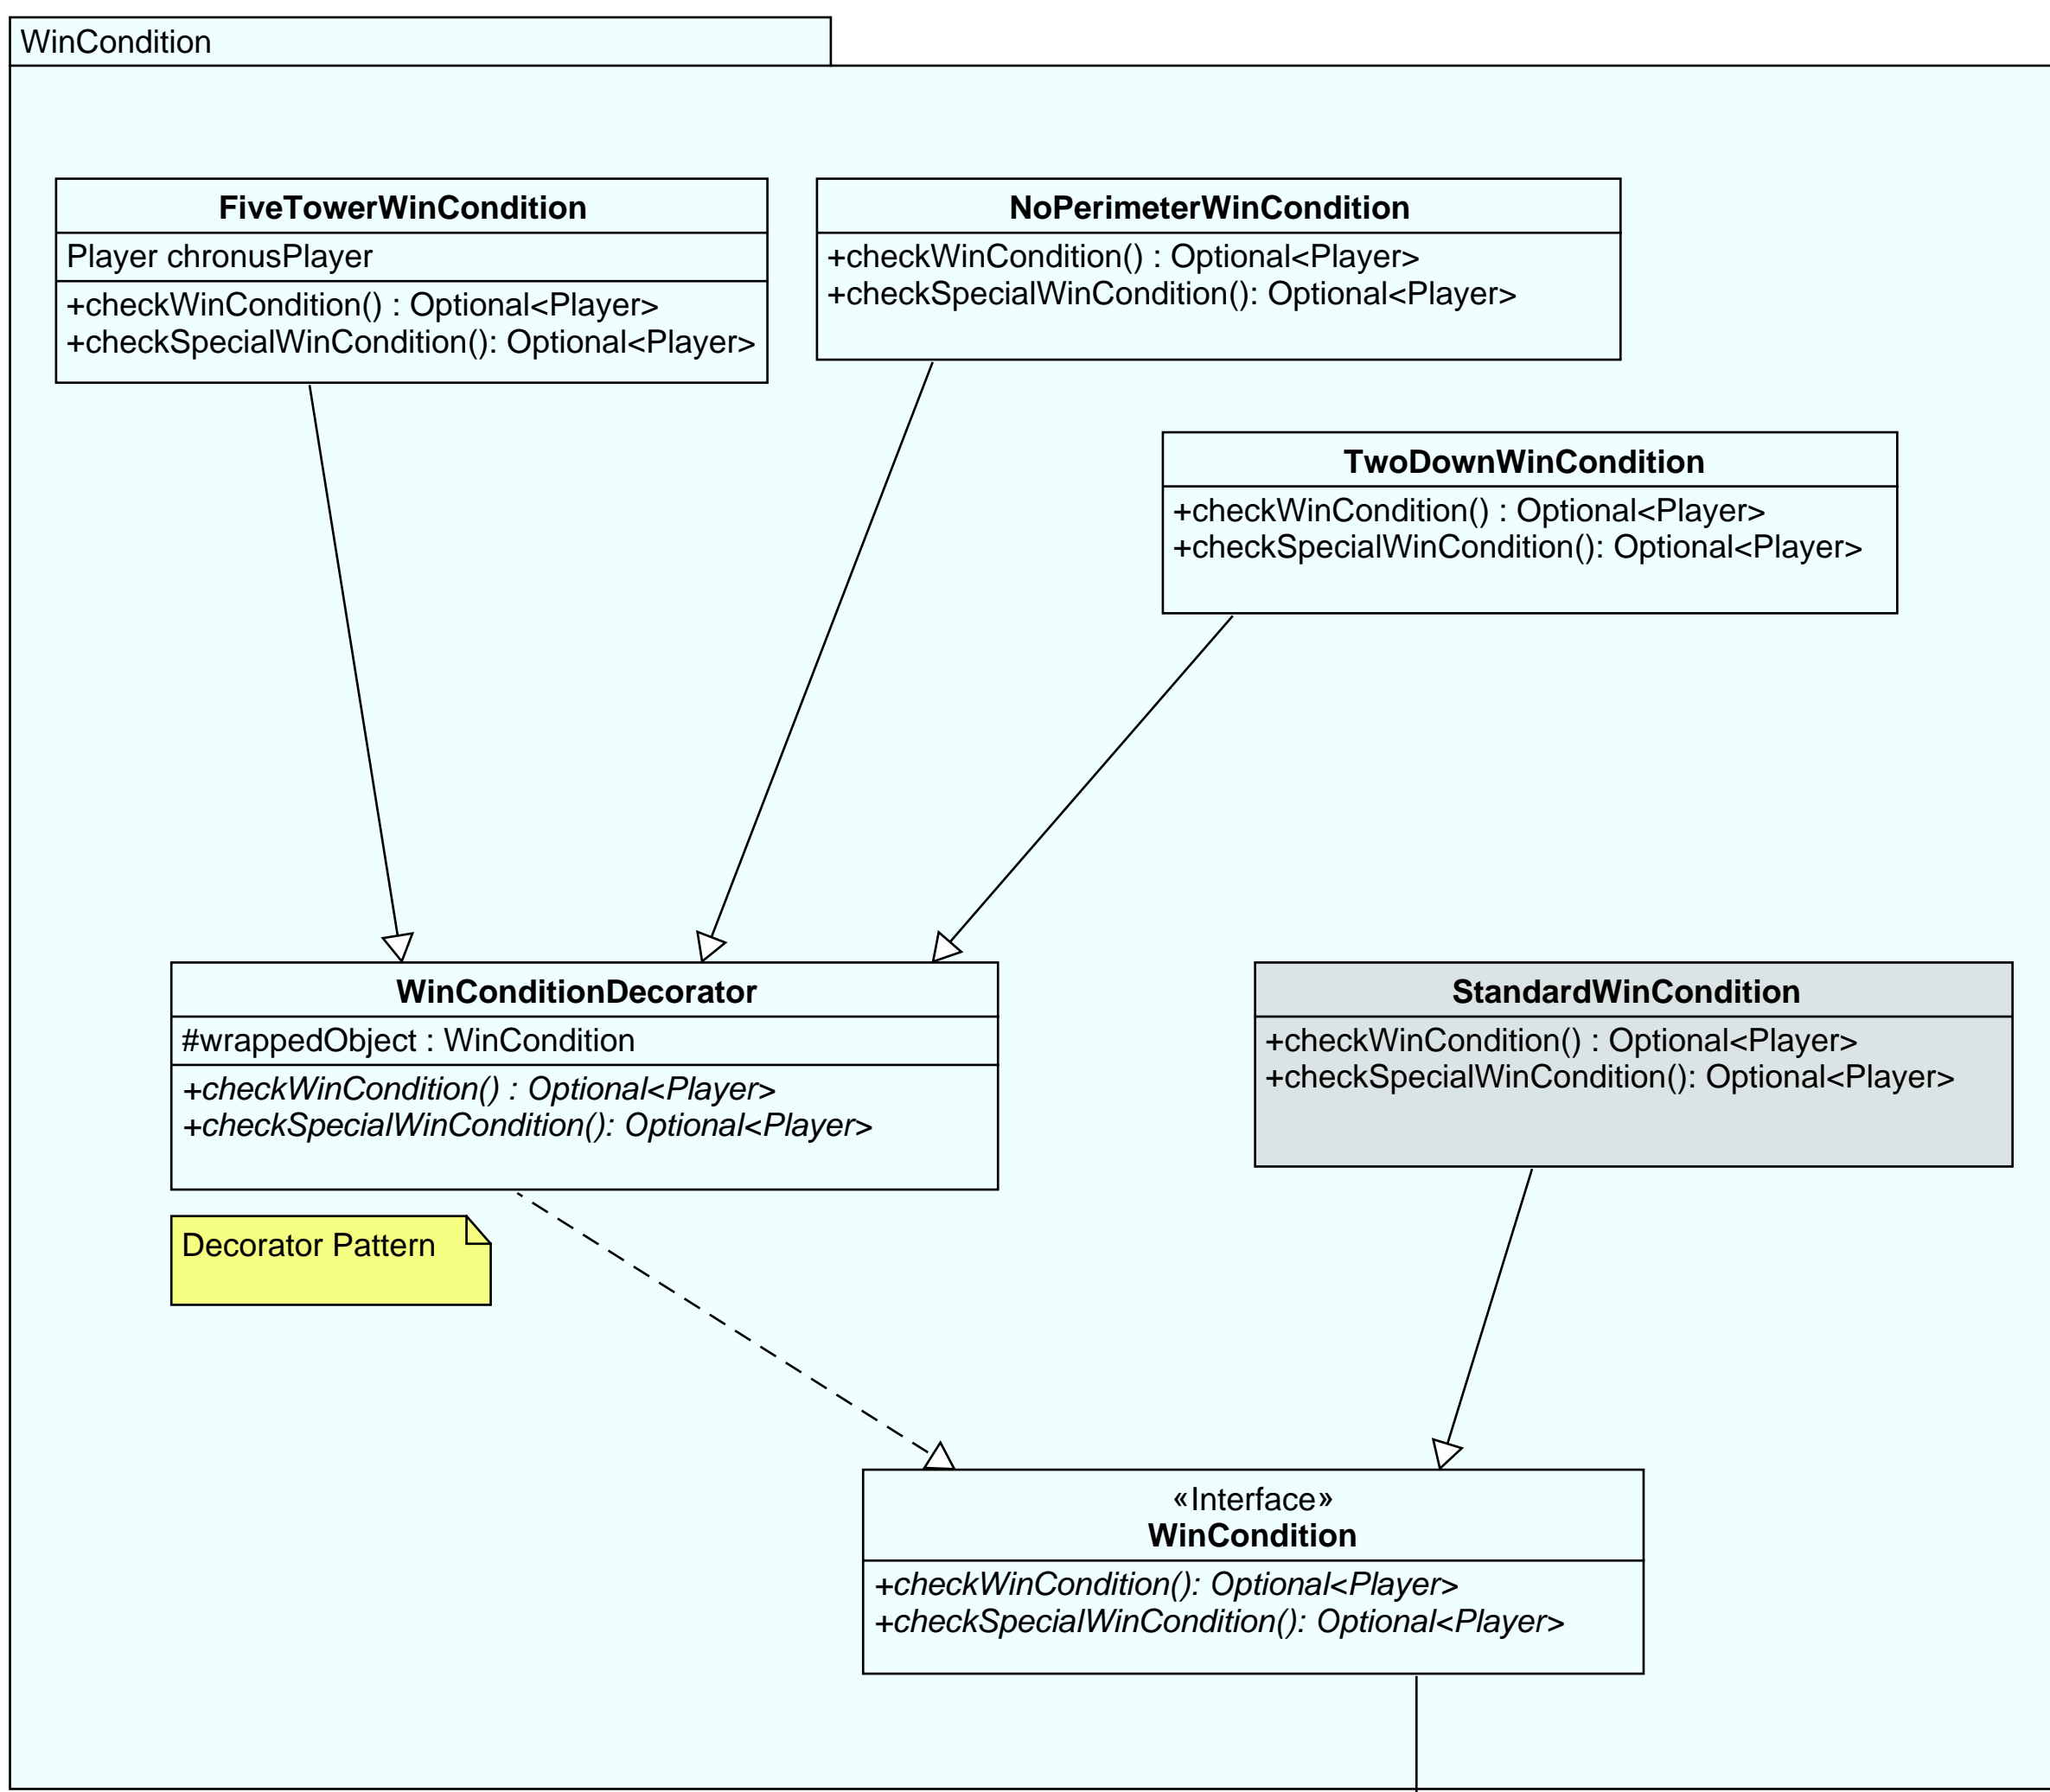 WinCondition
FiveTowerWinCondition
Player chronusPlayer
+checkWinCondition() : Optional<Player>
+checkSpecialWinCondition(): Optional<Player>
NoPerimeterWinCondition
+checkWinCondition() : Optional<Player>
+checkSpecialWinCondition(): Optional<Player>
TwoDownWinCondition
+checkWinCondition() : Optional<Player>
+checkSpecialWinCondition(): Optional<Player>
WinConditionDecorator
#wrappedObject : WinCondition
+checkWinCondition() : Optional<Player>
+checkSpecialWinCondition(): Optional<Player>
StandardWinCondition
+checkWinCondition() : Optional<Player>
+checkSpecialWinCondition(): Optional<Player>
Decorator Pattern
«Interface»
WinCondition
+checkWinCondition(): Optional<Player>
+checkSpecialWinCondition(): Optional<Player>